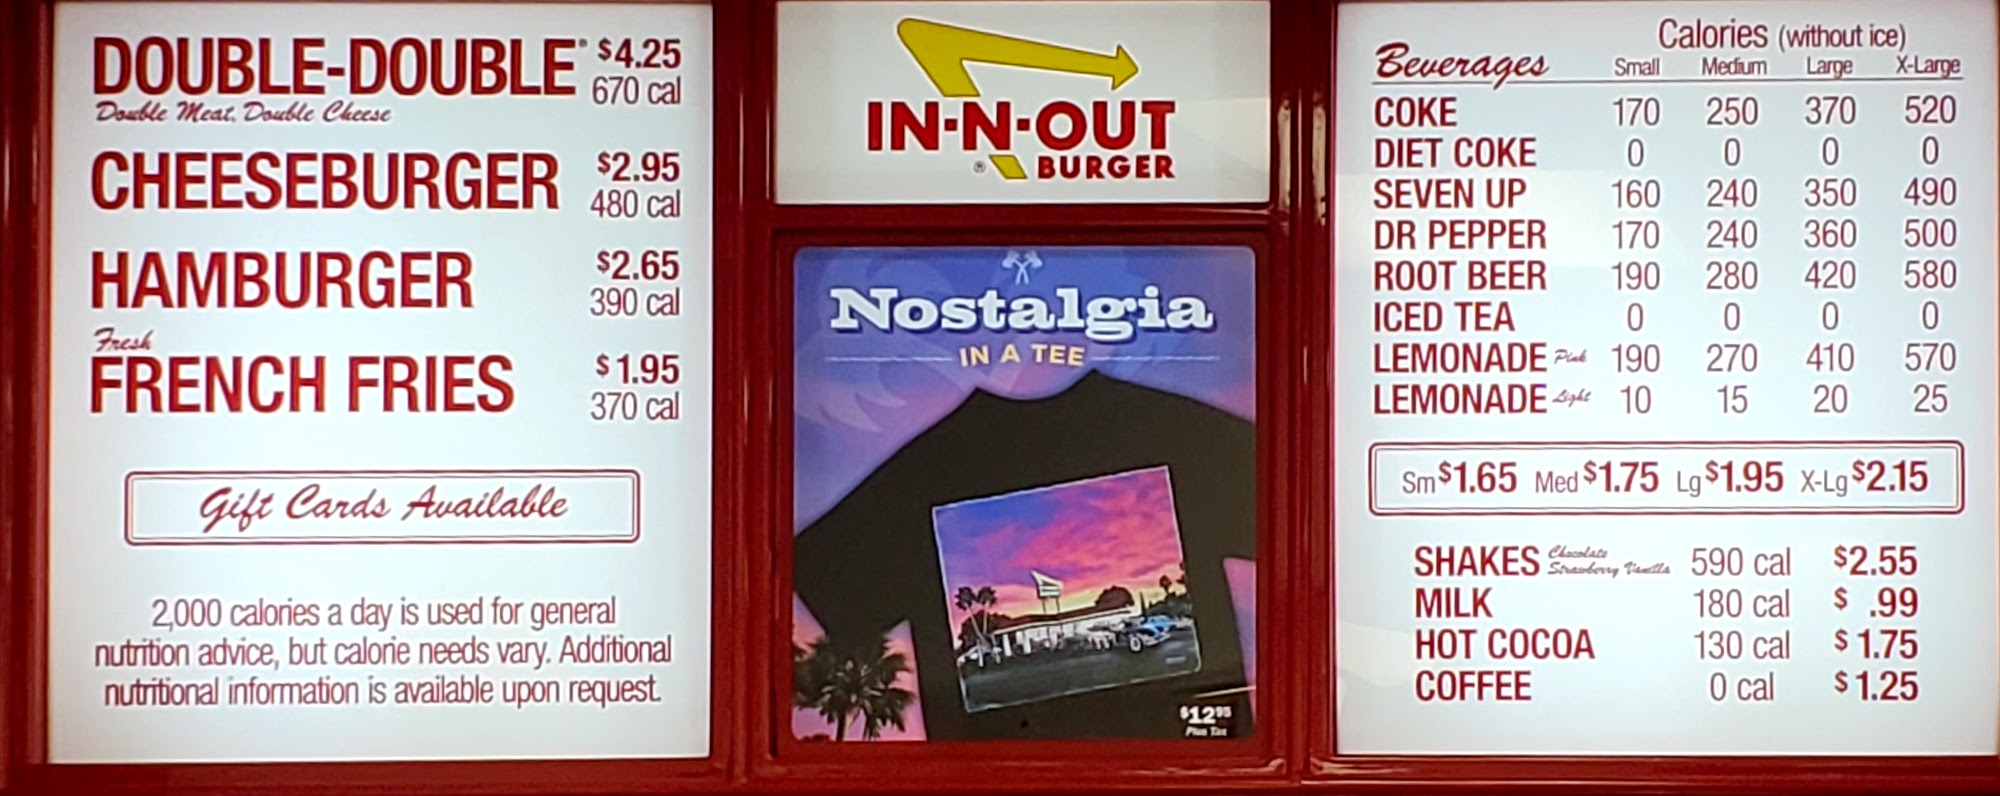 DOUBLE-DOUBLE® $4.25
Double Meat, Double Cheese 670 cal
CHEESEBURGER $2.95
480 cal
HAMBURGER $2.65
390 cal
Fresh
FRENCH FRIES $1.95
370 cal
Gift Cards Available
2,000 calories a day is used for general
nutrition advice, but calorie needs vary. Additional
nutritional information is available upon request.
IN-N-OUT
® BURGER
Nostalgia
IN A TEE
$12.95
Plus Tax
Calories (without ice)
Beverages Small Medium Large X-Large
COKE 170 250 370 520
DIET COKE 0 0 0 0
SEVEN UP 160 240 350 490
DR PEPPER 170 240 360 500
ROOT BEER 190 280 420 580
ICED TEA 0 0 0 0
LEMONADE Pink 190 270 410 570
LEMONADE Light 10 15 20 25
Sm $1.65 Med $1.75 Lg $1.95 X-Lg $2.15
SHAKES Chocolate Strawberry Vanilla 590 cal $2.55
MILK 180 cal $ .99
HOT COCOA 130 cal $1.75
COFFEE 0 cal $1.25